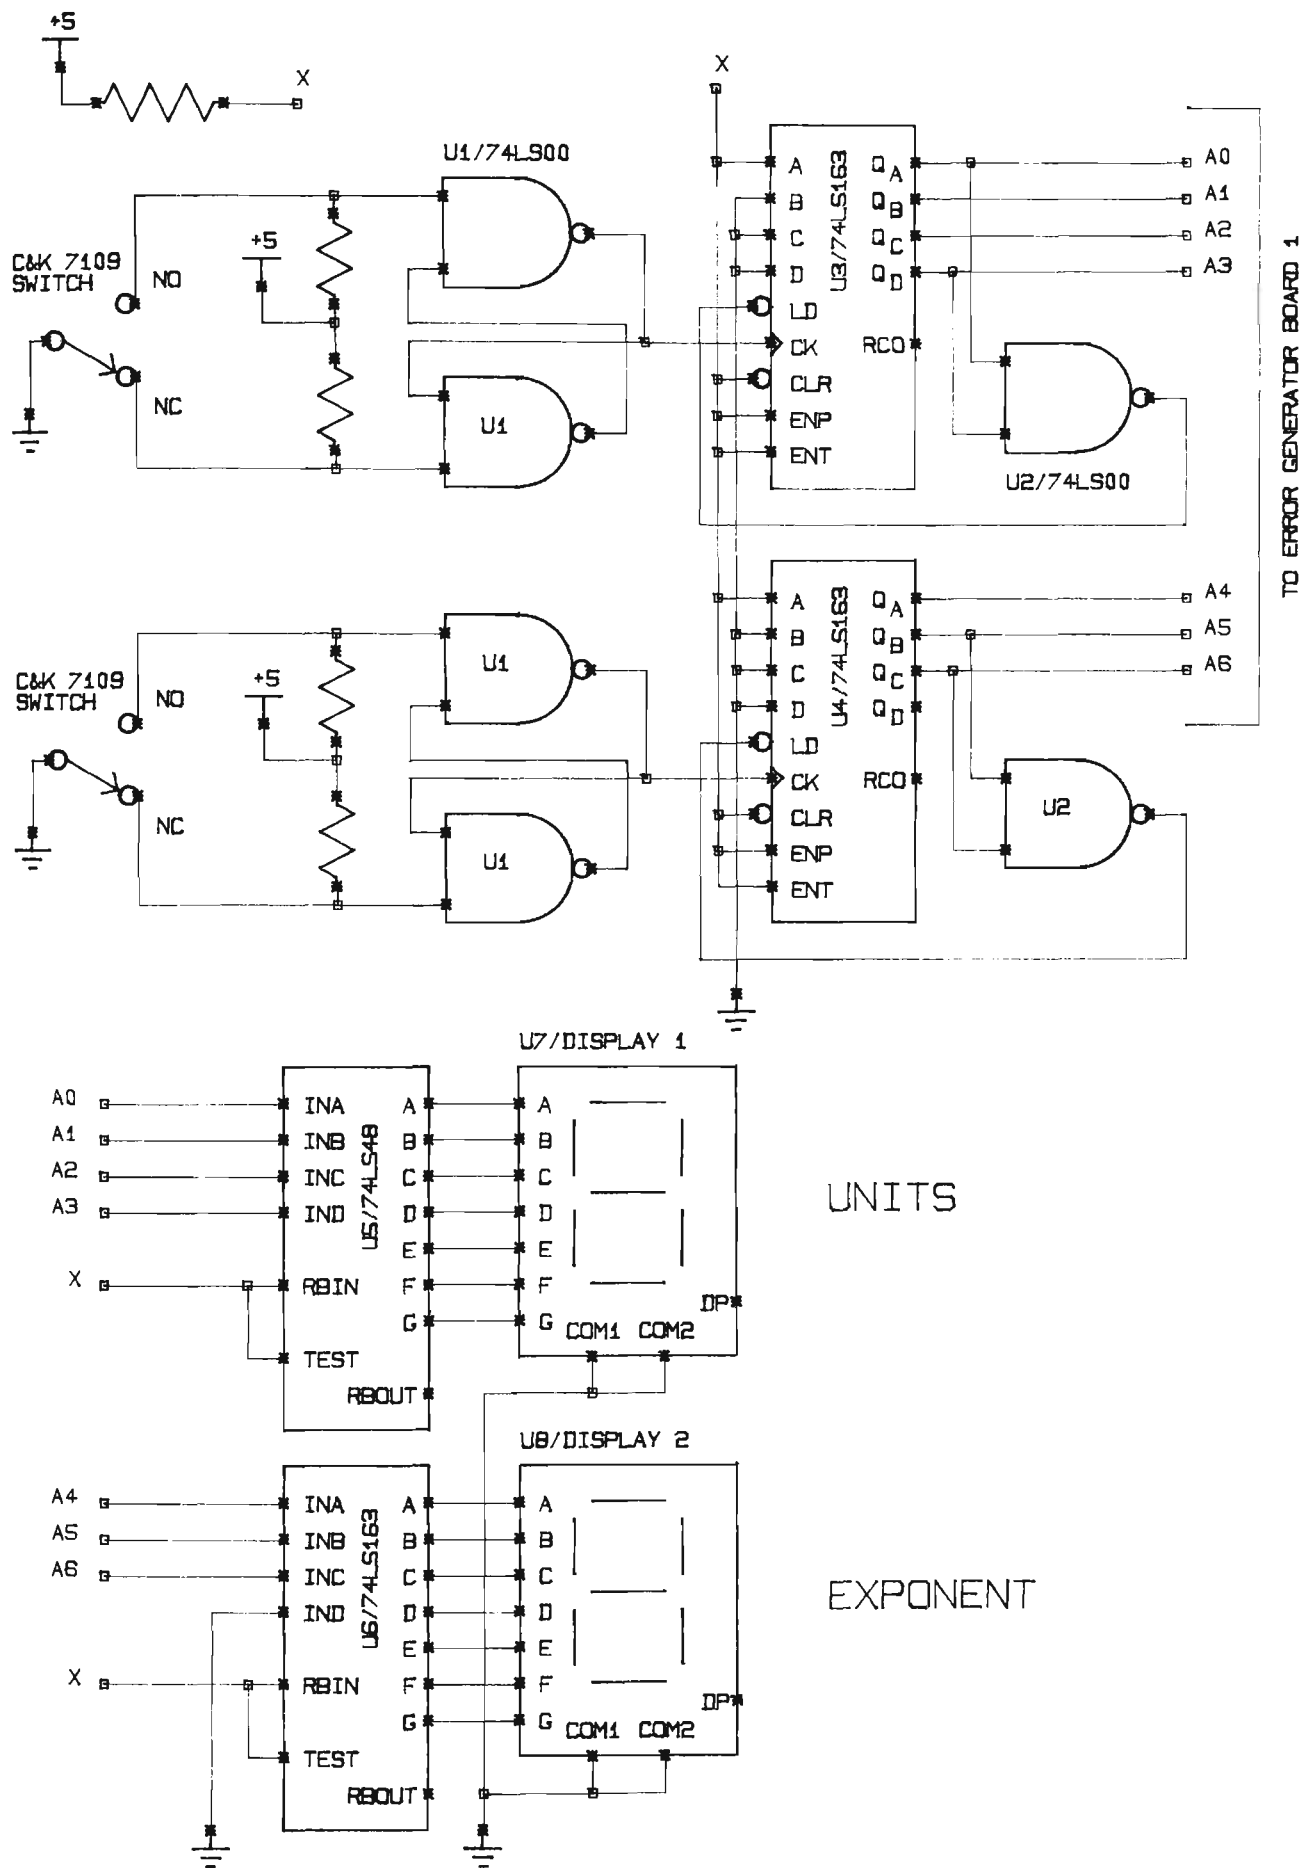 +5
X
X
U1/74LS00
C&K 7109
SWITCH
NO
NC
+5
U1
A
B
C
D
LD
CK
CLR
ENP
ENT
U3/74LS163
QA
QB
QC
QD
RCO
A0
A1
A2
A3
U2/74LS00
TO ERROR GENERATOR BOARD 1
C&K 7109
SWITCH
NO
NC
+5
U1
U1
A
B
C
D
LD
CK
CLR
ENP
ENT
U4/74LS163
QA
QB
QC
QD
RCO
A4
A5
A6
U2
U7/DISPLAY 1
A0
A1
A2
A3
X
INA
INB
INC
IND
RBIN
TEST
U5/74LS48
A
B
C
D
E
F
G
RBOUT
A
B
C
D
E
F
G
DP
COM1 COM2
UNITS
U8/DISPLAY 2
A4
A5
A6
X
INA
INB
INC
IND
RBIN
TEST
U6/74LS163
A
B
C
D
E
F
G
RBOUT
A
B
C
D
E
F
G
DP
COM1 COM2
EXPONENT